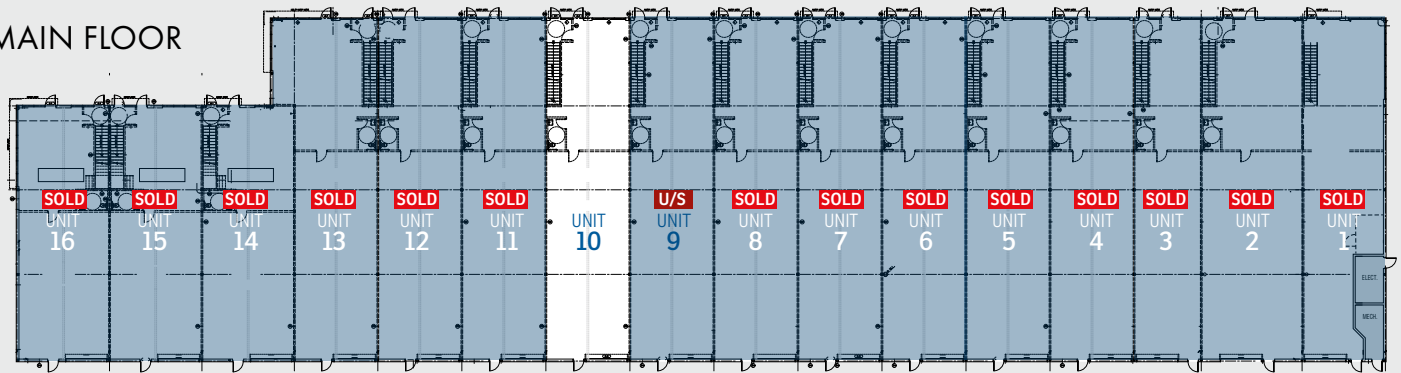 MAIN FLOOR
SOLD
UNIT
16
SOLD
UNIT
15
SOLD
UNIT
14
SOLD
UNIT
13
SOLD
UNIT
12
SOLD
UNIT
11
UNIT
10
U/S
UNIT
9
SOLD
UNIT
8
SOLD
UNIT
7
SOLD
UNIT
6
SOLD
UNIT
5
SOLD
UNIT
4
SOLD
UNIT
3
SOLD
UNIT
2
SOLD
UNIT
1
ELECT.
MECH.